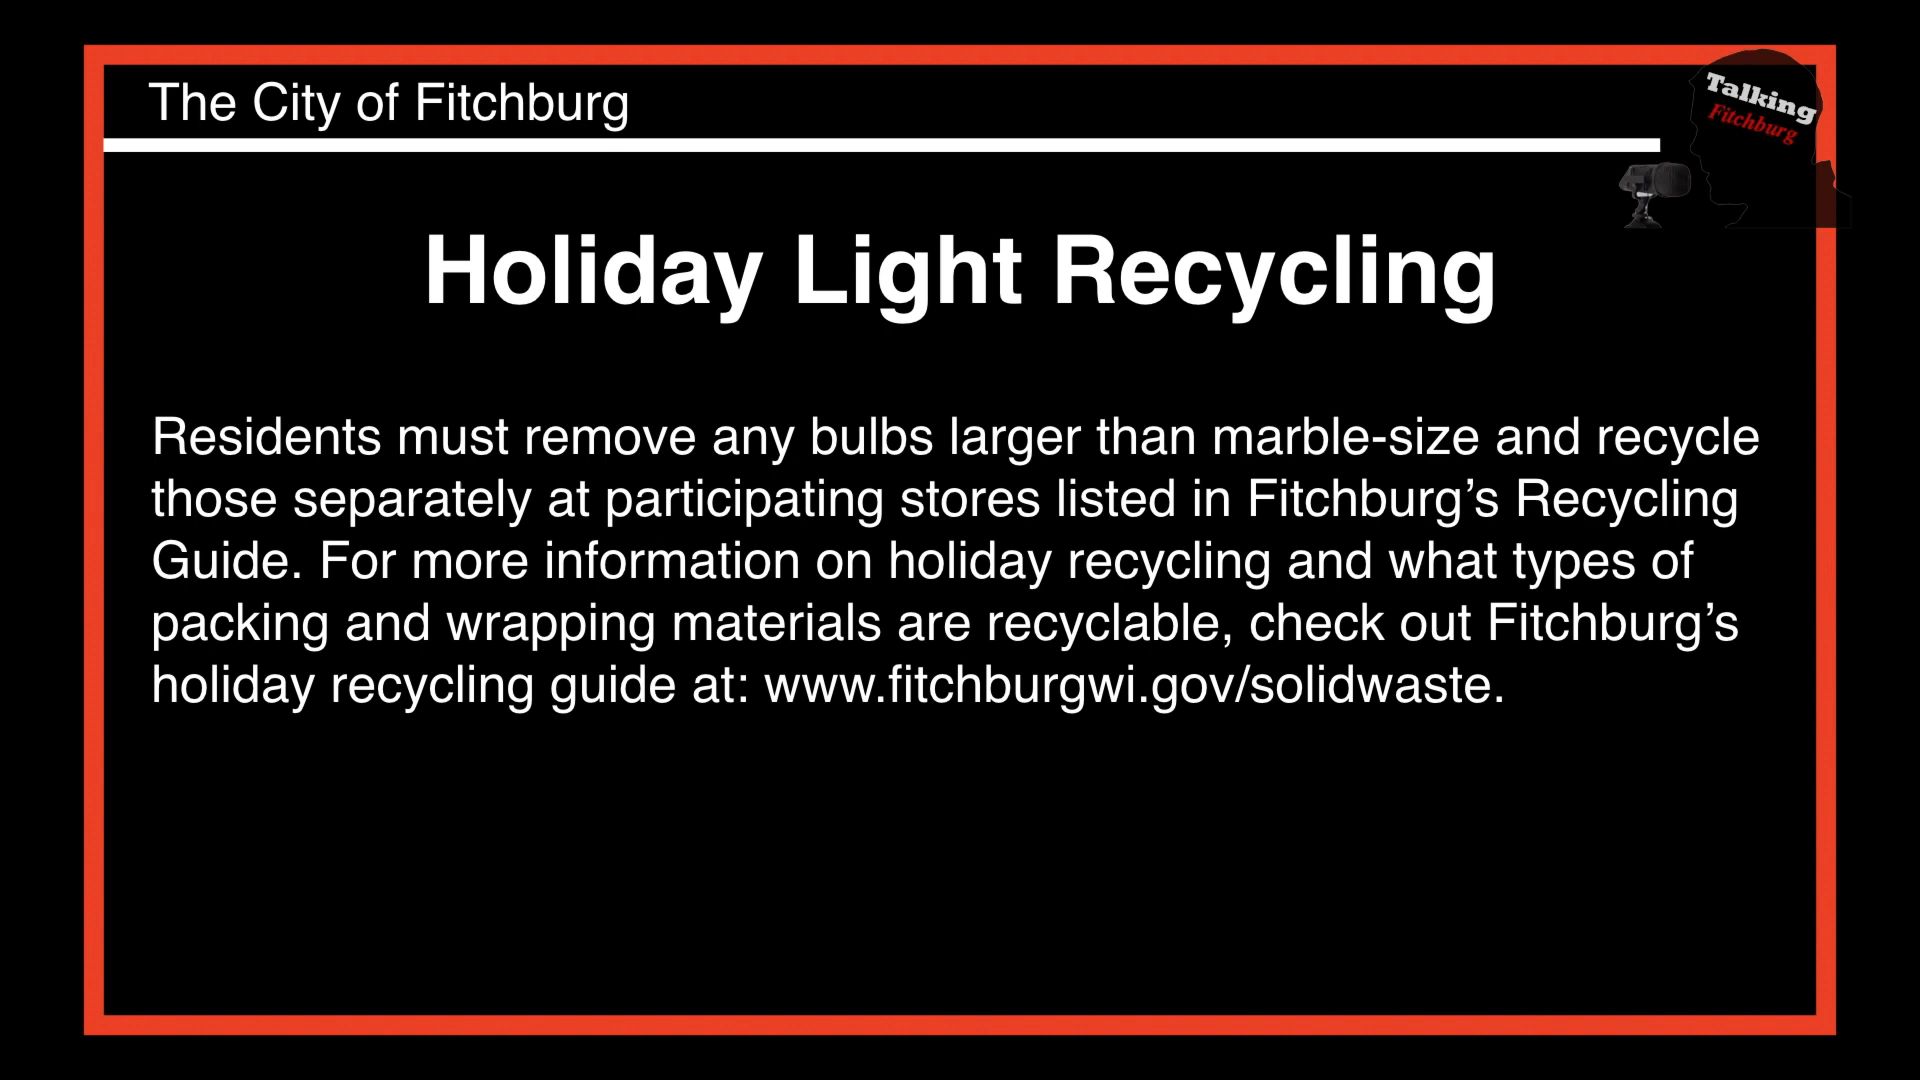 The City of Fitchburg
Talking
Fitchburg
Holiday Light Recycling
Residents must remove any bulbs larger than marble-size and recycle
those separately at participating stores listed in Fitchburg’s Recycling
Guide. For more information on holiday recycling and what types of
packing and wrapping materials are recyclable, check out Fitchburg’s
holiday recycling guide at: www.fitchburgwi.gov/solidwaste.